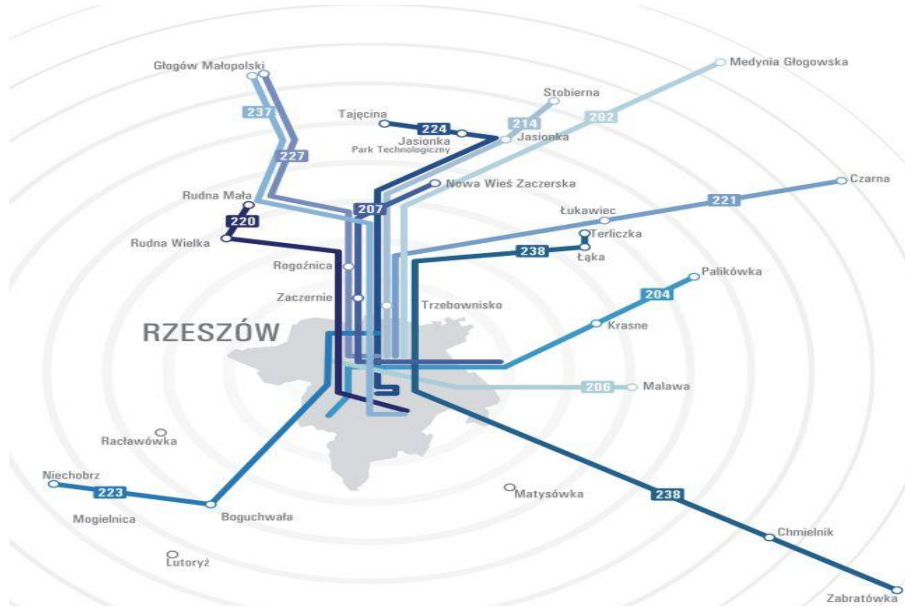 Głogów Małopolski
Medynia Głogowska
Stobierna
237
Tajęcina
224
214
202
Jasionka
Jasionka
Park Technologiczny
227
Nowa Wieś Zaczerska
Czarna
Rudna Mała
207
221
Łukawiec
220
Terliczka
Rudna Wielka
238
Łąka
Rogoźnica
Palikówka
Zaczernie
Trzebownisko
204
RZESZÓW
Krasne
206
Malawa
Racławówka
Niechobrz
223
Matysówka
238
Mogielnica
Boguchwała
Chmielnik
Lutoryż
Zabratówka